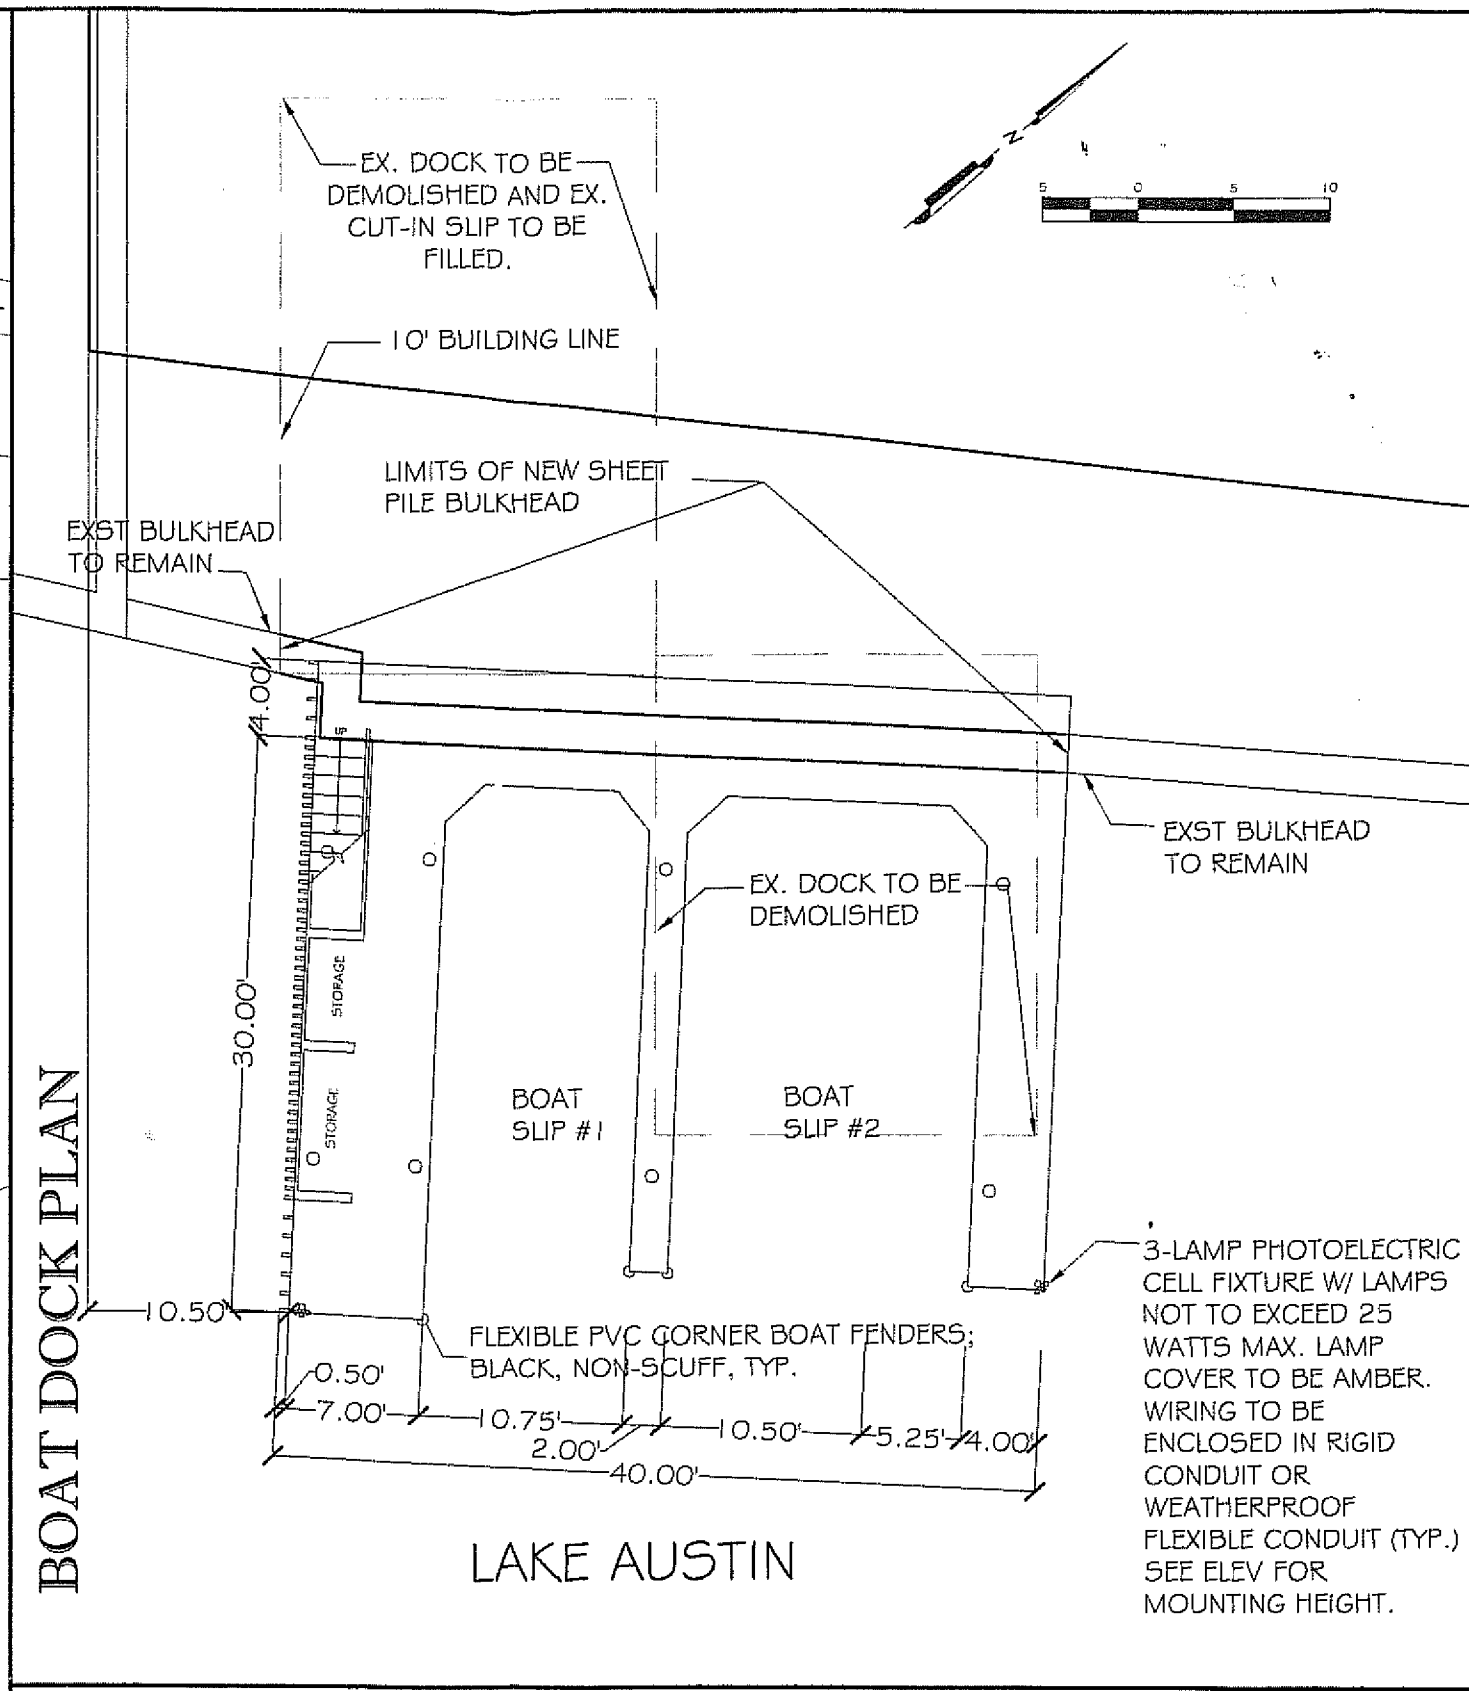 N
5 0 5 10
EX. DOCK TO BE
DEMOLISHED AND EX.
CUT-IN SLIP TO BE
FILLED.
10' BUILDING LINE
LIMITS OF NEW SHEET
PILE BULKHEAD
EXST BULKHEAD
TO REMAIN
4.00'
UP
EXST BULKHEAD
TO REMAIN
EX. DOCK TO BE
DEMOLISHED
30.00'
STORAGE
STORAGE
BOAT
SLIP #1
BOAT
SLIP #2
BOAT DOCK PLAN
3-LAMP PHOTOELECTRIC
CELL FIXTURE W/ LAMPS
NOT TO EXCEED 25
WATTS MAX. LAMP
COVER TO BE AMBER.
WIRING TO BE
ENCLOSED IN RIGID
CONDUIT OR
WEATHERPROOF
FLEXIBLE CONDUIT (TYP.)
SEE ELEV FOR
MOUNTING HEIGHT.
10.50'
FLEXIBLE PVC CORNER BOAT FENDERS;
BLACK, NON-SCUFF, TYP.
0.50'
7.00' 10.75' 2.00' 10.50' 5.25' 4.00'
40.00'
LAKE AUSTIN